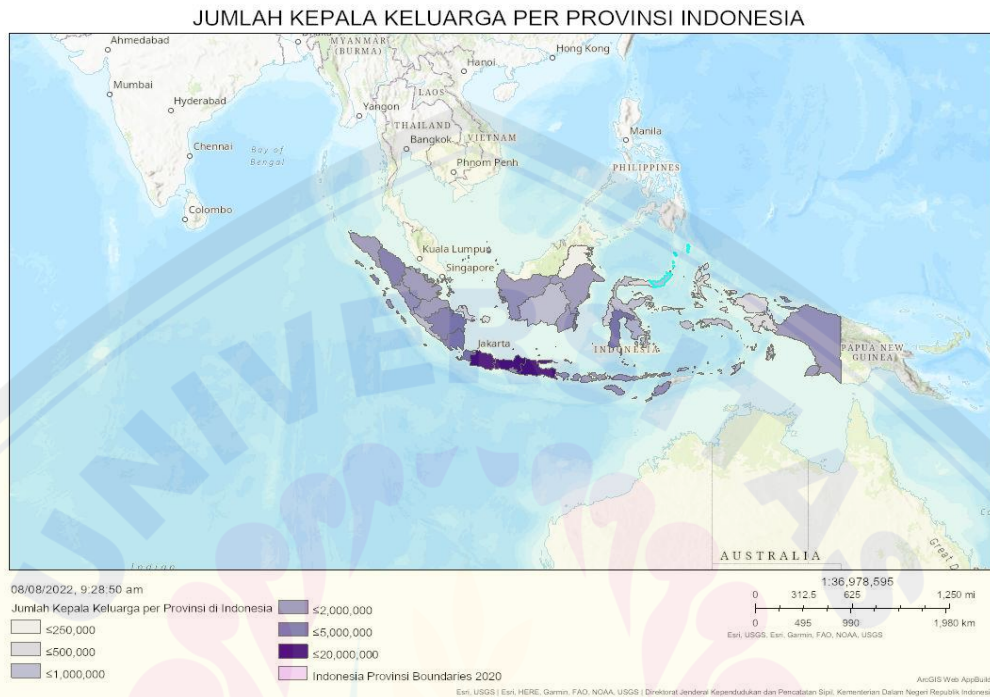 JUMLAH KEPALA KELUARGA PER PROVINSI INDONESIA
Ahmedabad
MYANMAR
(BURMA)
Hanoi
Hong Kong
Mumbai
Hyderabad
LAOS
Yangon
THAILAND
Bangkok
VIETNAM
Manila
Chennai
Bay of
Bengal
Phnom Penh
PHILIPPINES
Colombo
Kuala Lumpur
Singapore
Jakarta
INDONESIA
PAPUA NEW
GUINEA
UNIVERSITAS
AUSTRALIA
Great D
Indian
08/08/2022, 9:28:50 am
Jumlah Kepala Keluarga per Provinsi di Indonesia
≤250,000
≤500,000
≤1,000,000
≤2,000,000
≤5,000,000
≤20,000,000
Indonesia Provinsi Boundaries 2020
1:36,978,595
0 312.5 625 1,250 mi
0 495 990 1,980 km
Esri, USGS, Esri, Garmin, FAO, NOAA, USGS
ArcGIS Web AppBuild
Esri, USGS | Esri, HERE, Garmin, FAO, NOAA, USGS | Direktorat Jenderal Kependudukan dan Pencatatan Sipil, Kementerian Dalam Negeri Republik Indonesia